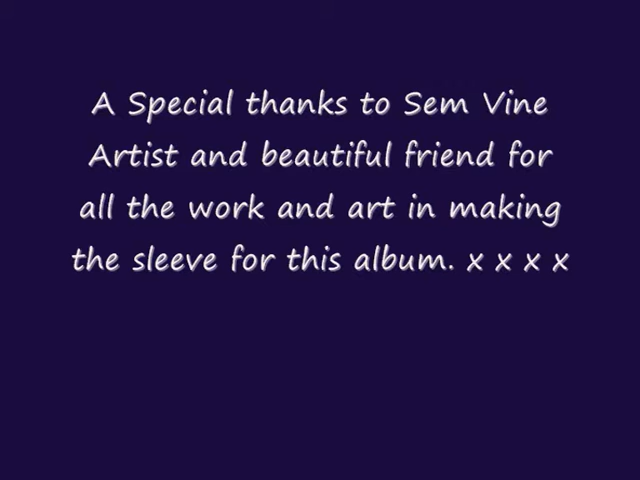 A Special thanks to Sem Vine
Artist and beautiful friend for
all the work and art in making
the sleeve for this album. x x x x